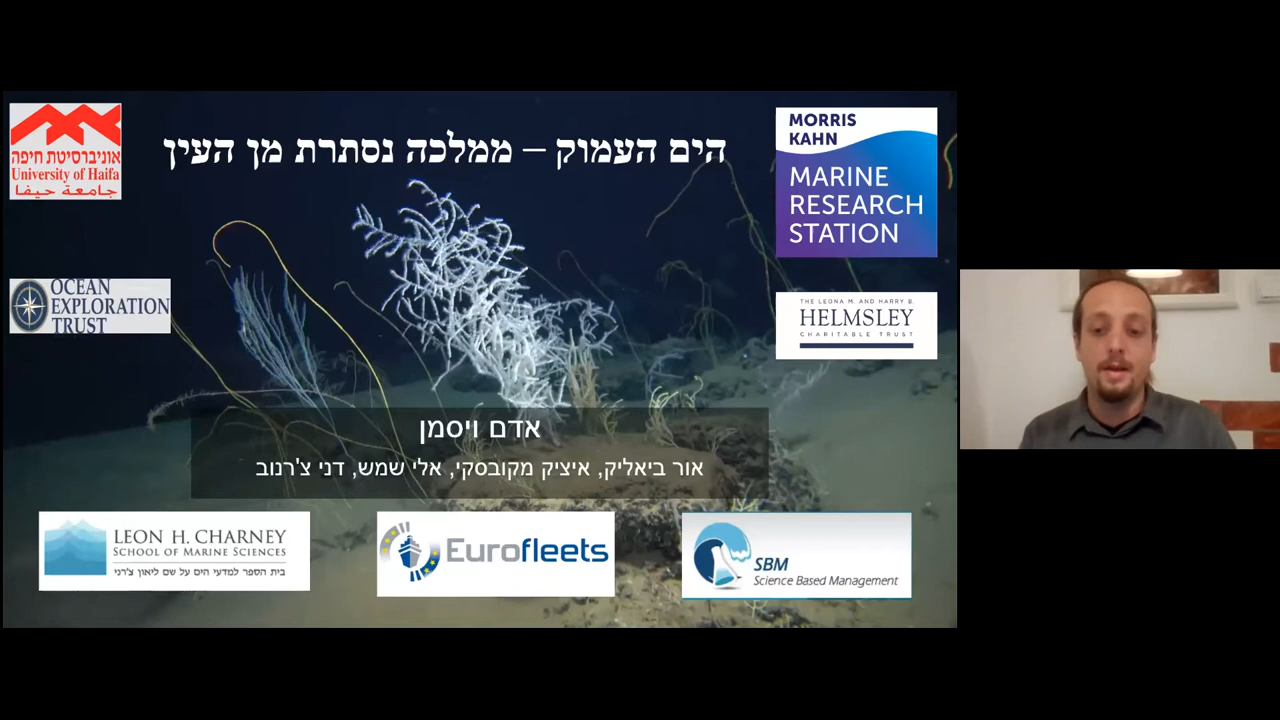 הים העמוק – ממלכה נסתרת מן העין
אוניברסיטת חיפה
University of Haifa
جامعة حيفا
MORRIS
KAHN
MARINE
RESEARCH
STATION
OCEAN
EXPLORATION
TRUST
THE LEONA M. AND HARRY B.
HELMSLEY
CHARITABLE TRUST
אדם ויסמן
אור ביאליק, איציק מקובסקי, אלי שמש, דני צ'רנוב
LEON H. CHARNEY
SCHOOL OF MARINE SCIENCES
בית הספר למדעי הים על שם ליאון צ'רני
Eurofleets
SBM
Science Based Management